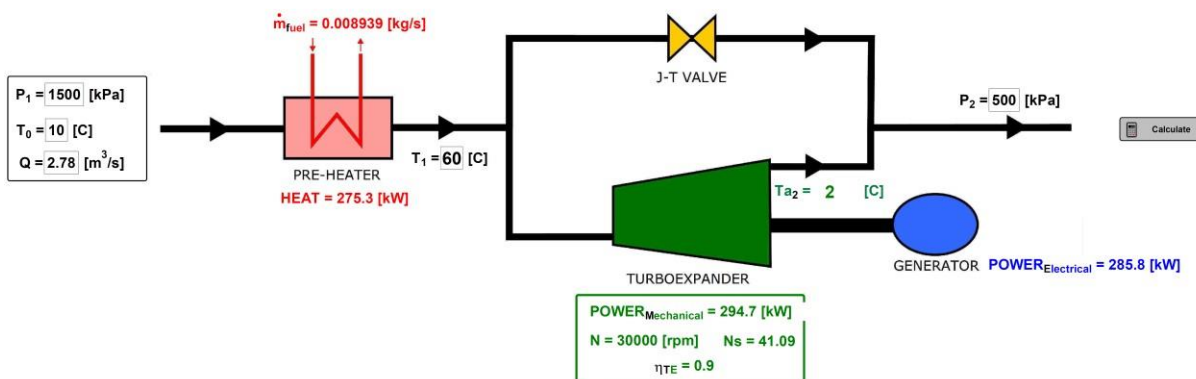 ṁfuel = 0.008939 [kg/s]
P1 = 1500 [kPa]
T0 = 10 [C]
Q = 2.78 [m³/s]
PRE-HEATER
HEAT = 275.3 [kW]
T1 = 60 [C]
J-T VALVE
P2 = 500 [kPa]
Calculate
Ta2 = 2 [C]
TURBOEXPANDER
GENERATOR
POWERElectrical = 285.8 [kW]
POWERMechanical = 294.7 [kW]
N = 30000 [rpm] Ns = 41.09
ηTE = 0.9